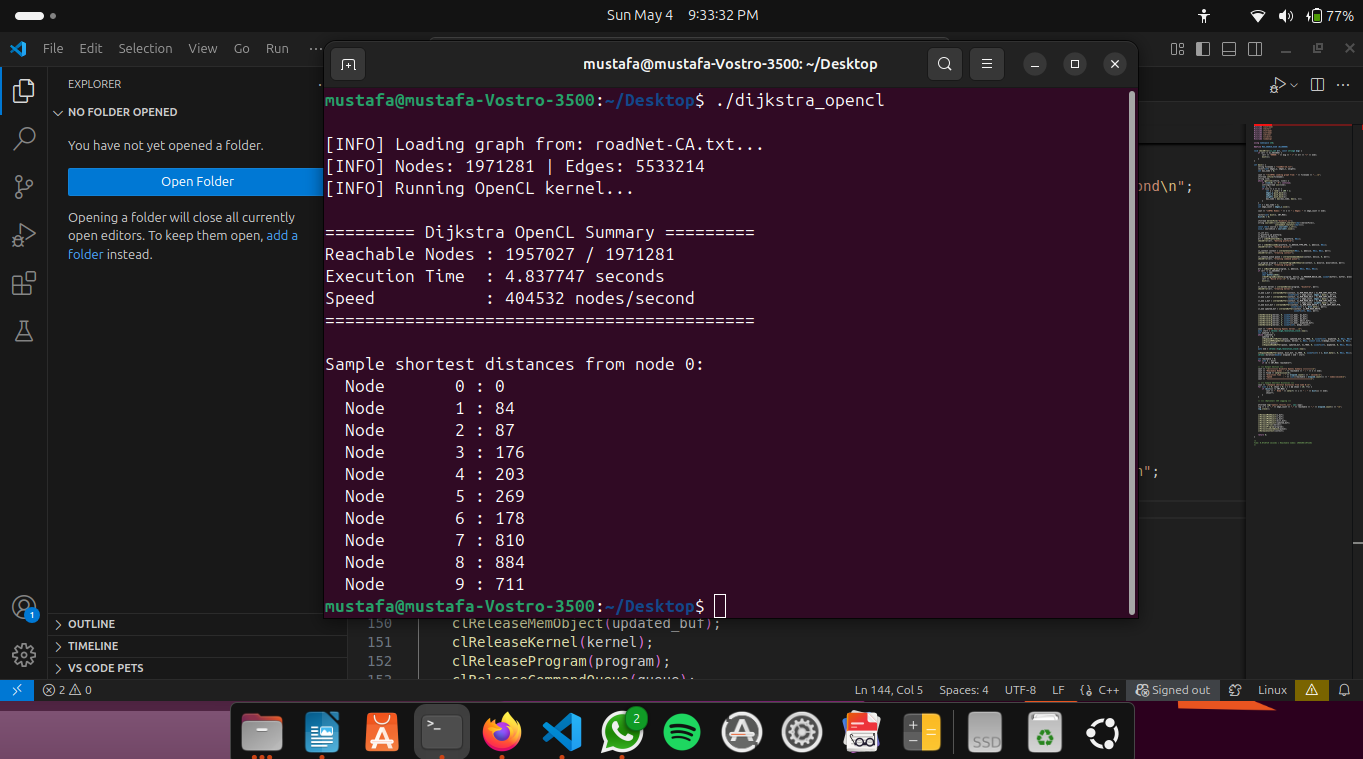 Sun May 4 9:33:32 PM
77%
File Edit Selection View Go Run ···
mustafa@mustafa-Vostro-3500: ~/Desktop
EXPLORER
NO FOLDER OPENED
You have not yet opened a folder.
Open Folder
Opening a folder will close all currently
open editors. To keep them open, add a
folder instead.
mustafa@mustafa-Vostro-3500:~/Desktop$ ./dijkstra_opencl
[INFO] Loading graph from: roadNet-CA.txt...
[INFO] Nodes: 1971281 | Edges: 5533214
[INFO] Running OpenCL kernel...
========= Dijkstra OpenCL Summary =========
Reachable Nodes : 1957027 / 1971281
Execution Time  : 4.837747 seconds
Speed           : 404532 nodes/second
===========================================
Sample shortest distances from node 0:
  Node       0 : 0
  Node       1 : 84
  Node       2 : 87
  Node       3 : 176
  Node       4 : 203
  Node       5 : 269
  Node       6 : 178
  Node       7 : 810
  Node       8 : 884
  Node       9 : 711
mustafa@mustafa-Vostro-3500:~/Desktop$
ond\n";
n";
1
OUTLINE
TIMELINE
VS CODE PETS
150 clReleaseMemObject(updated_buf);
151 clReleaseKernel(kernel);
152 clReleaseProgram(program);
153 clReleaseCommandQueue(queue);
2 0
Ln 144, Col 5 Spaces: 4 UTF-8 LF {} C++ Signed out Linux
2
SSD